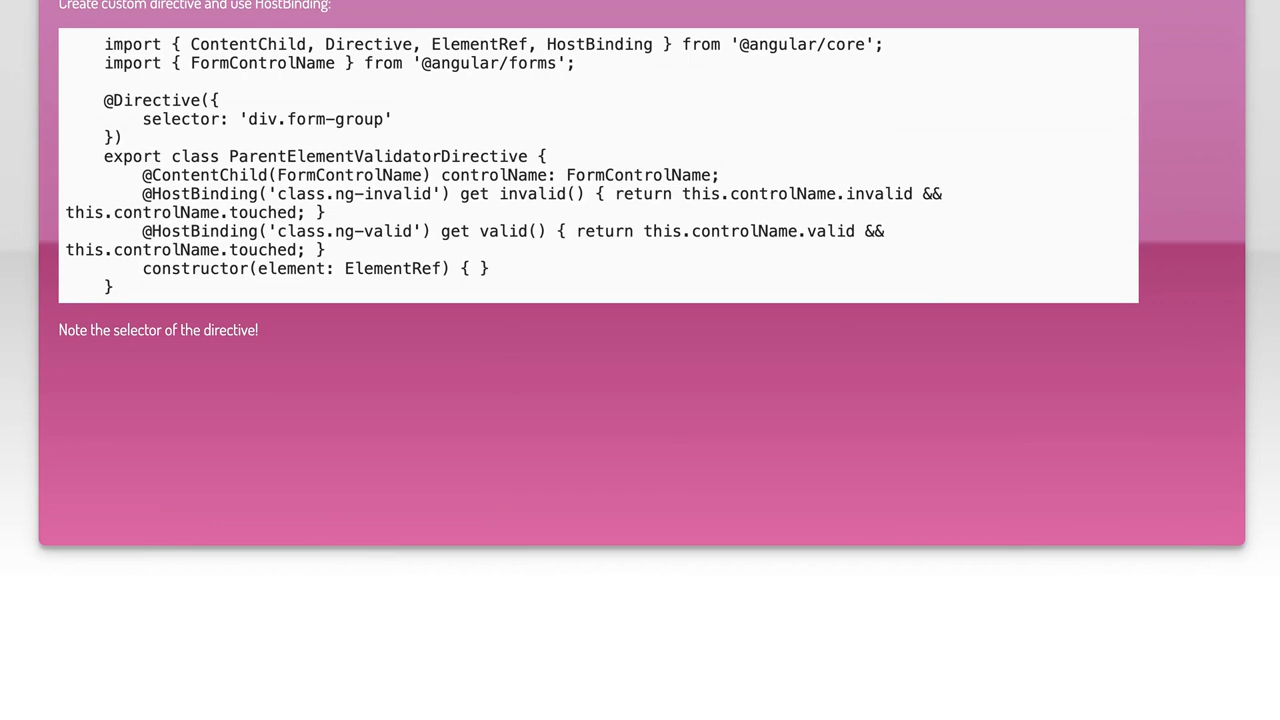 Create custom directive and use HostBinding:
import { ContentChild, Directive, ElementRef, HostBinding } from '@angular/core';
import { FormControlName } from '@angular/forms';
@Directive({
selector: 'div.form-group'
})
export class ParentElementValidatorDirective {
@ContentChild(FormControlName) controlName: FormControlName;
@HostBinding('class.ng-invalid') get invalid() { return this.controlName.invalid &&
this.controlName.touched; }
@HostBinding('class.ng-valid') get valid() { return this.controlName.valid &&
this.controlName.touched; }
constructor(element: ElementRef) { }
}
Note the selector of the directive!